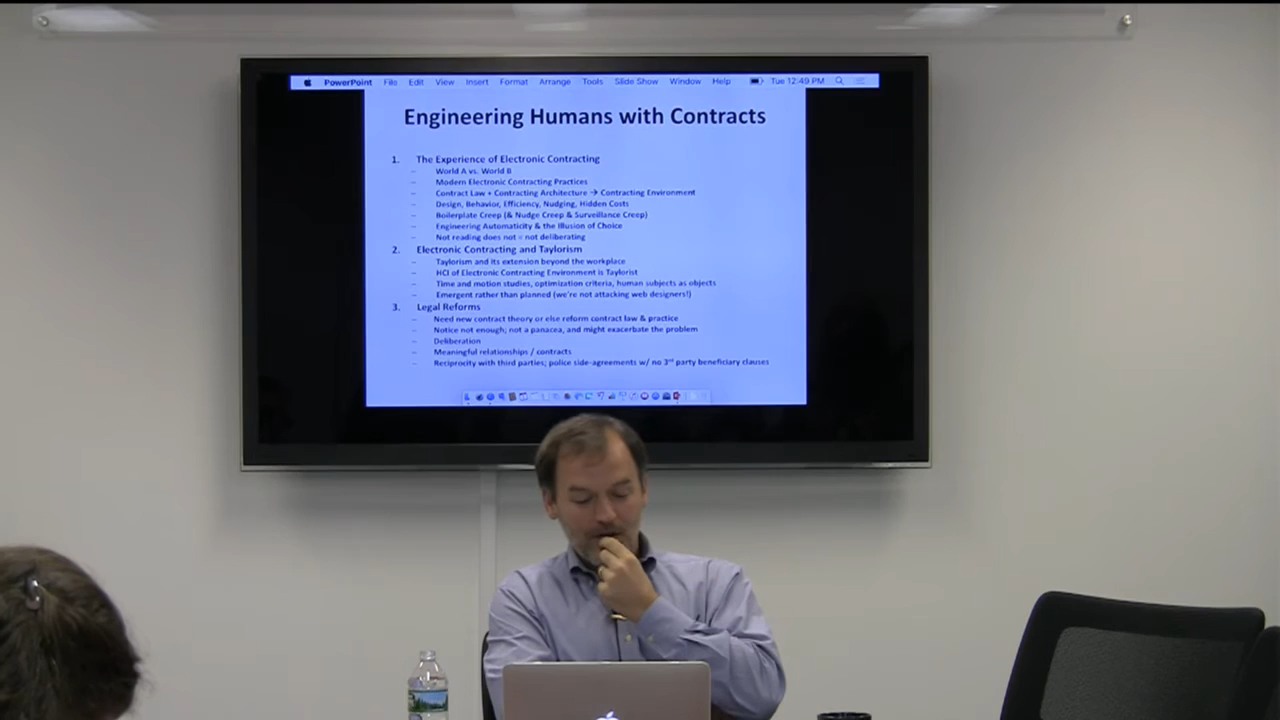 PowerPoint File Edit View Insert Format Arrange Tools Slide Show Window Help Tue 12:49 PM
Engineering Humans with Contracts
1. The Experience of Electronic Contracting
– World A vs. World B
– Modern Electronic Contracting Practices
– Contract Law + Contracting Architecture → Contracting Environment
– Design, Behavior, Efficiency, Nudging, Hidden Costs
– Boilerplate Creep (& Nudge Creep & Surveillance Creep)
– Engineering Automaticity & the Illusion of Choice
– Not reading does not = not deliberating
2. Electronic Contracting and Taylorism
– Taylorism and its extension beyond the workplace
– HCI of Electronic Contracting Environment is Taylorist
– Time and motion studies, optimization criteria, human subjects as objects
– Emergent rather than planned (we're not attacking web designers!)
3. Legal Reforms
– Need new contract theory or else reform contract law & practice
– Notice not enough; not a panacea, and might exacerbate the problem
– Deliberation
– Meaningful relationships / contracts
– Reciprocity with third parties; police side-agreements w/ no 3rd party beneficiary clauses